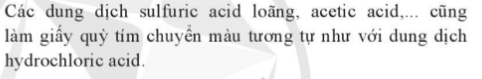 Các dung dịch sulfuric acid loãng, acetic acid,... cũng
làm giấy quỳ tím chuyển màu tương tự như với dung dịch
hydrochloric acid.